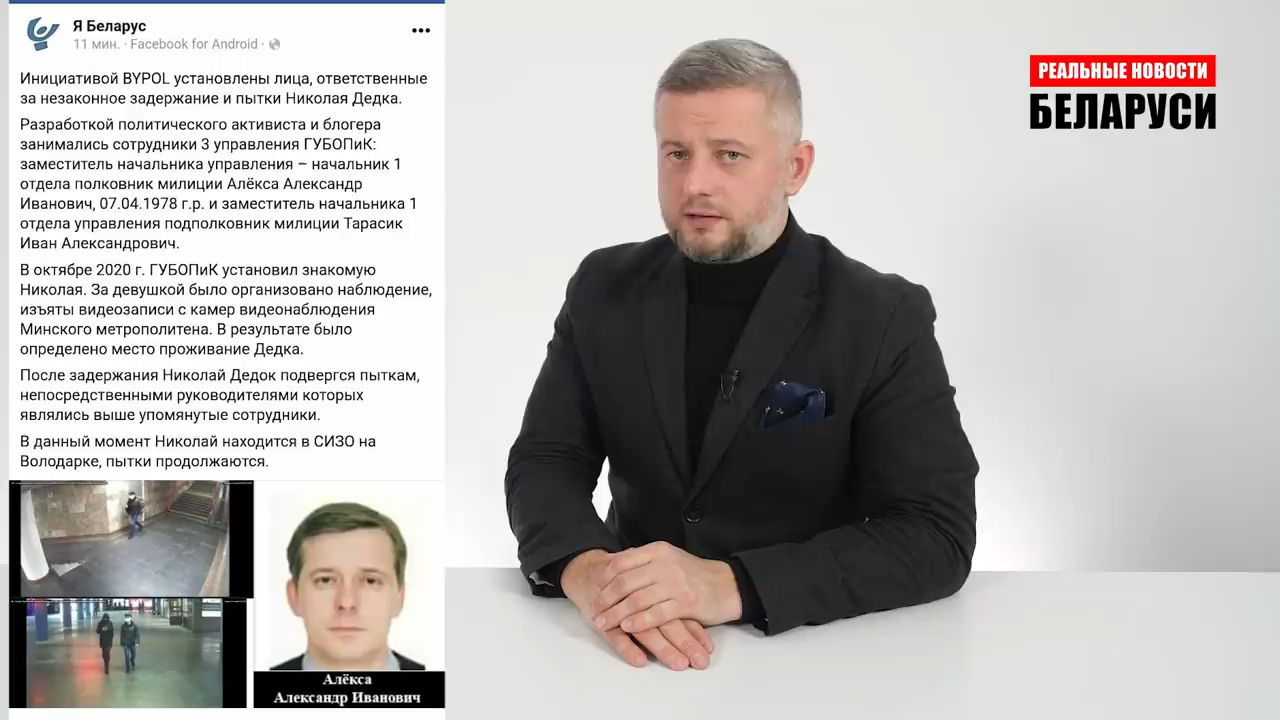 Я Беларус
11 мин. · Facebook for Android ·
Инициативой BYPOL установлены лица, ответственные
за незаконное задержание и пытки Николая Дедка.
Разработкой политического активиста и блогера
занимались сотрудники 3 управления ГУБОПиК:
заместитель начальника управления – начальник 1
отдела полковник милиции Алёкса Александр
Иванович, 07.04.1978 г.р. и заместитель начальника 1
отдела управления подполковник милиции Тарасик
Иван Александрович.
В октябре 2020 г. ГУБОПиК установил знакомую
Николая. За девушкой было организовано наблюдение,
изъяты видеозаписи с камер видеонаблюдения
Минского метрополитена. В результате было
определено место проживание Дедка.
После задержания Николай Дедок подвергся пыткам,
непосредственными руководителями которых
являлись выше упомянутые сотрудники.
В данный момент Николай находится в СИЗО на
Володарке, пытки продолжаются.
Алёкса
Александр Иванович
РЕАЛЬНЫЕ НОВОСТИ
БЕЛАРУСИ